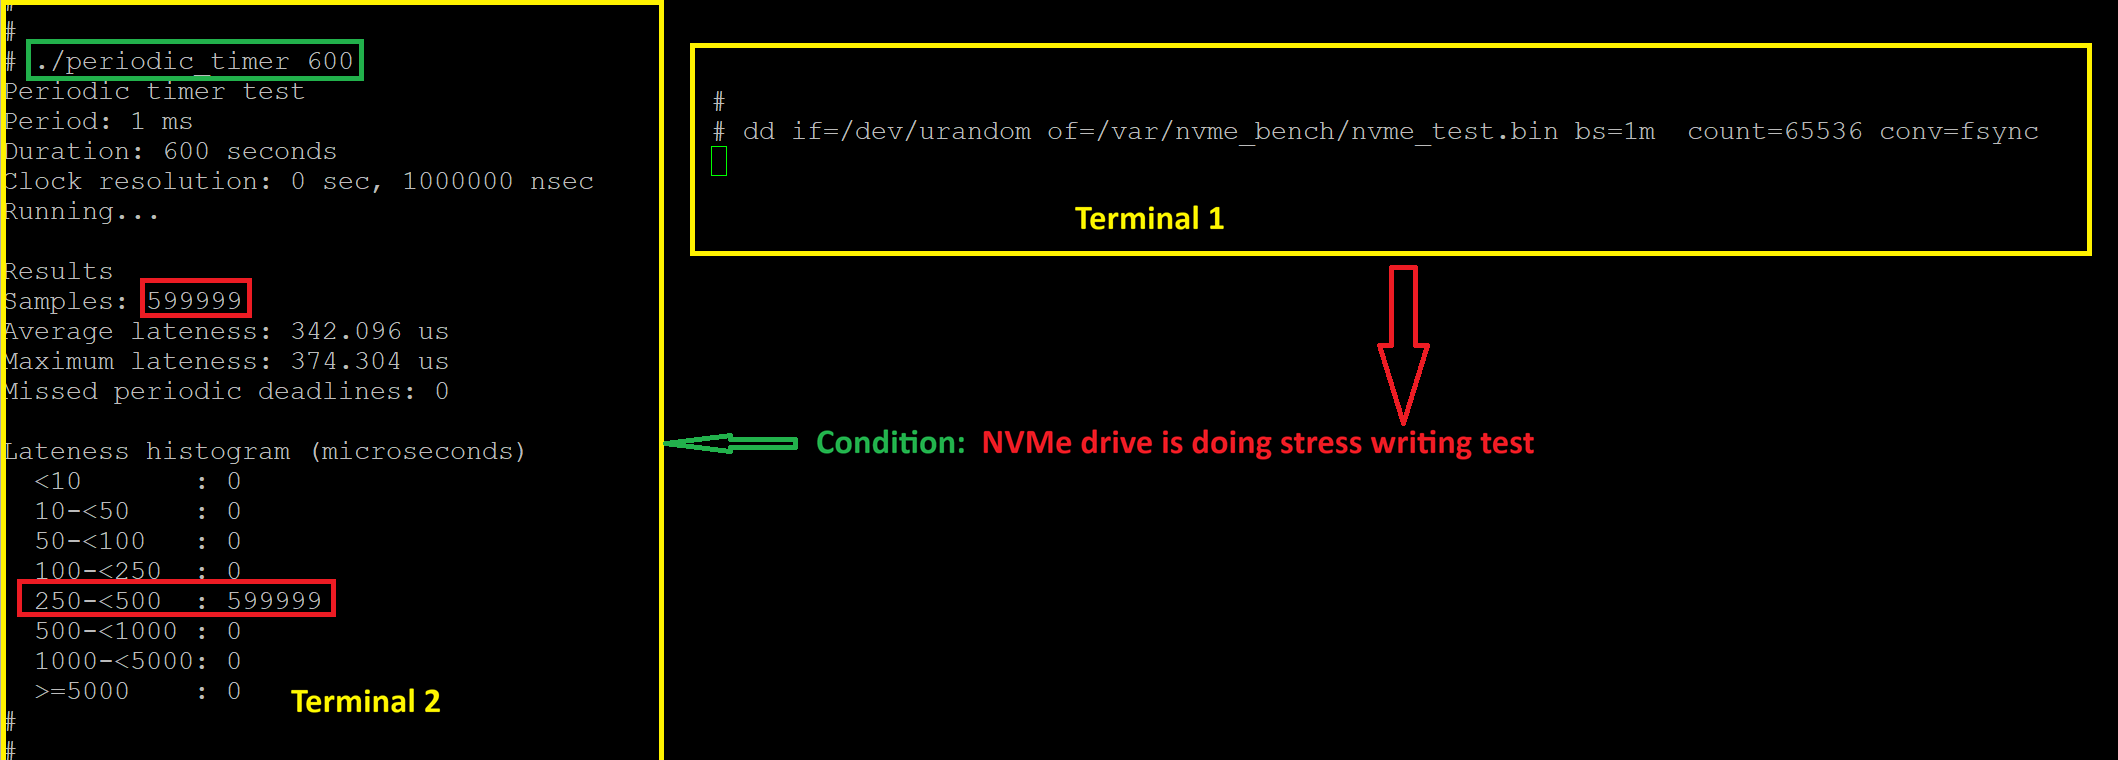 #
#
# ./periodic_timer 600
Periodic timer test
Period: 1 ms
Duration: 600 seconds
Clock resolution: 0 sec, 1000000 nsec
Running...
Results
Samples: 599999
Average lateness: 342.096 us
Maximum lateness: 374.304 us
Missed periodic deadlines: 0
Lateness histogram (microseconds)
<10 : 0
10-<50 : 0
50-<100 : 0
100-<250 : 0
250-<500 : 599999
500-<1000 : 0
1000-<5000: 0
>=5000 : 0
Terminal 2
#
#
#
# dd if=/dev/urandom of=/var/nvme_bench/nvme_test.bin bs=1m  count=65536 conv=fsync
Terminal 1
Condition: NVMe drive is doing stress writing test